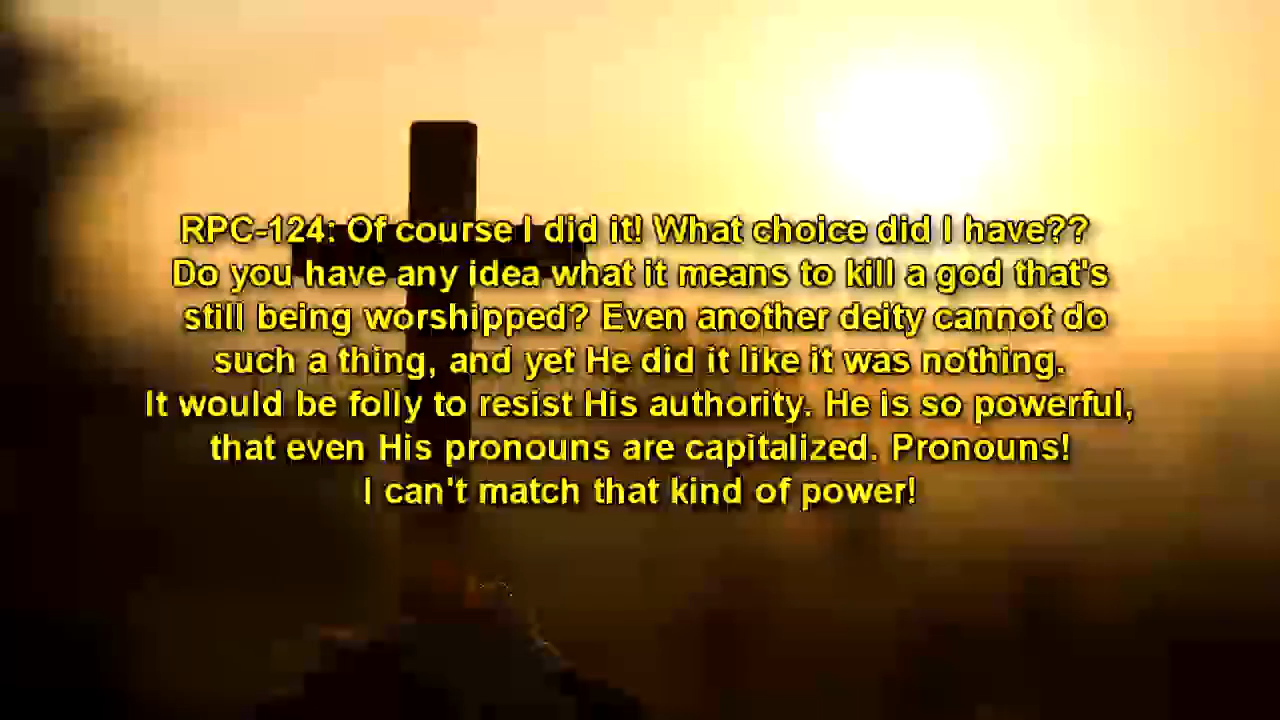 RPC-124: Of course I did it! What choice did I have??
Do you have any idea what it means to kill a god that's
still being worshipped? Even another deity cannot do
such a thing, and yet He did it like it was nothing.
It would be folly to resist His authority. He is so powerful,
that even His pronouns are capitalized. Pronouns!
I can't match that kind of power!